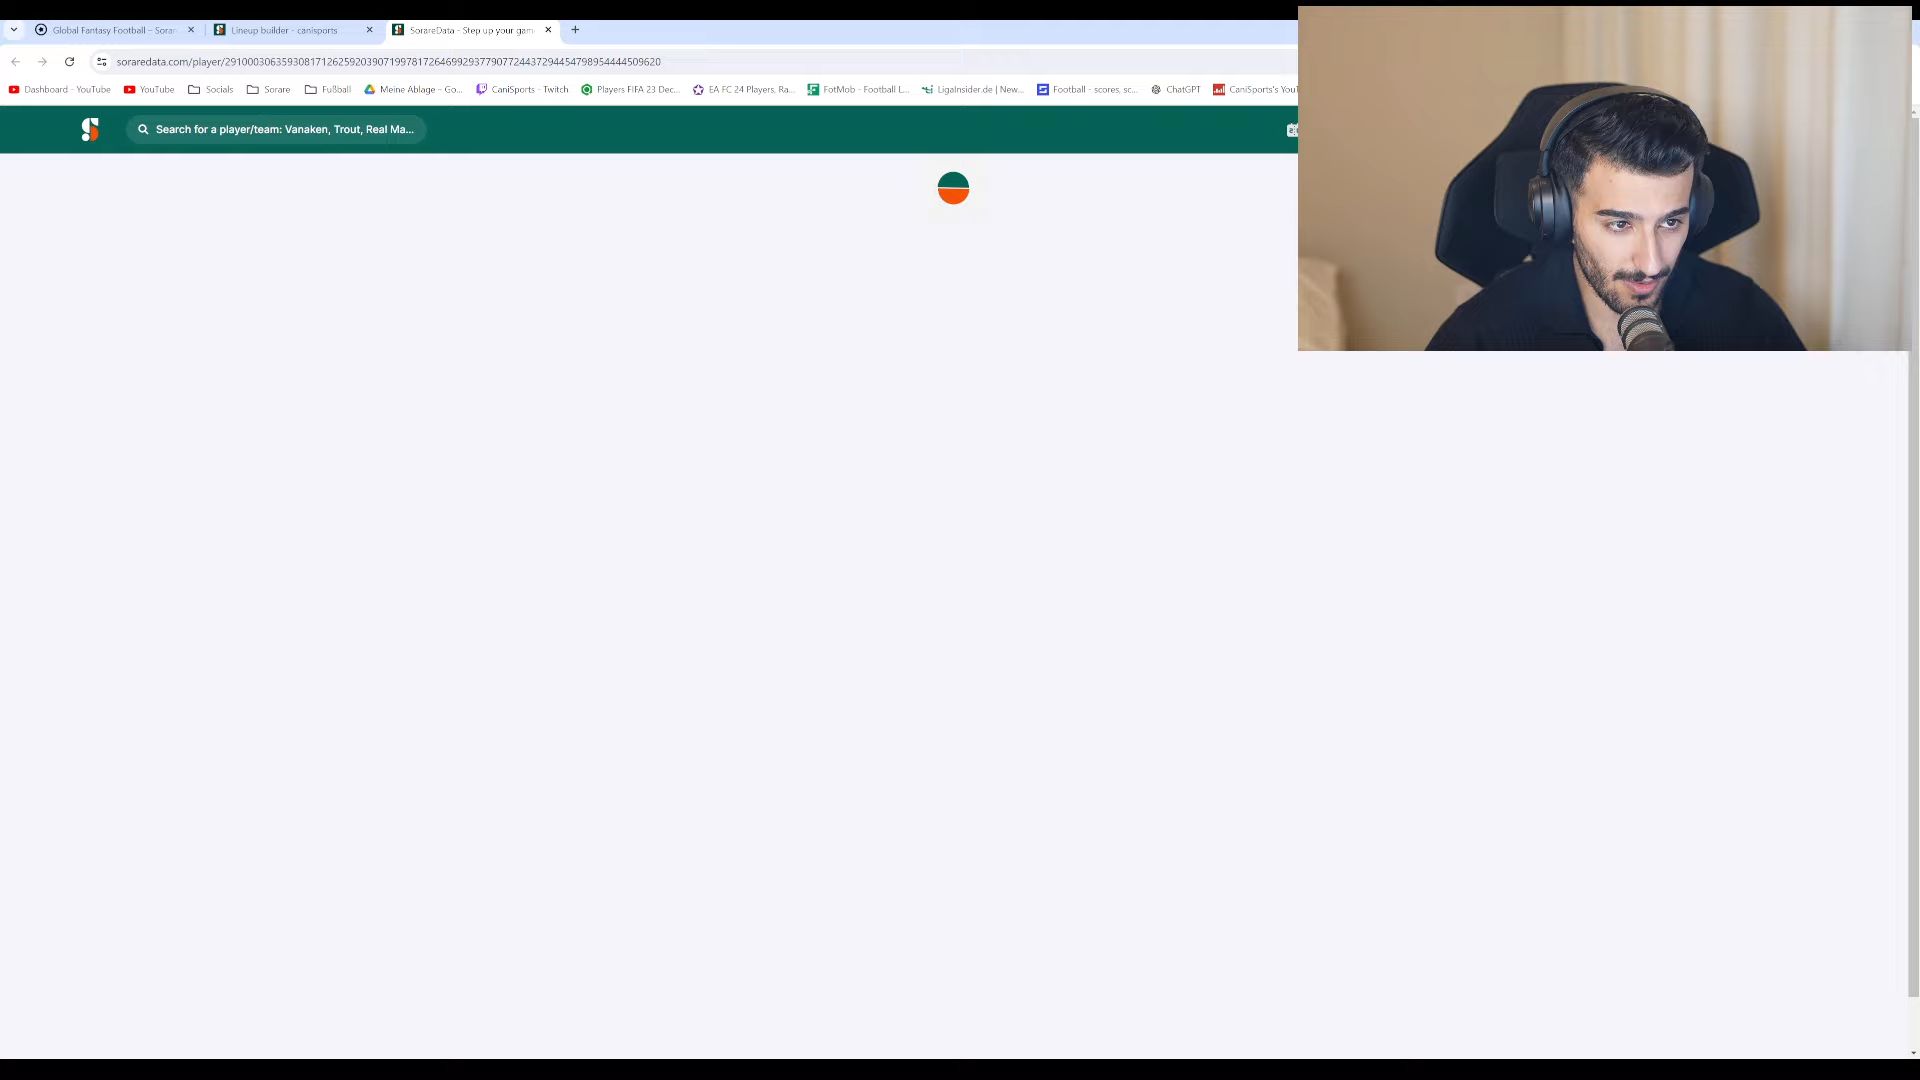 Global Fantasy Football – Sorar
Lineup builder - canisports
SorareData - Step up your gam
soraredata.com/player/29100030635930817126259203907199781726469929377907724437294454798954444509620
Dashboard - YouTube
YouTube
Socials
Sorare
Fußball
Meine Ablage – Go...
CaniSports - Twitch
Players FIFA 23 Dec...
EA FC 24 Players, Ra...
FotMob - Football L...
LigaInsider.de | New...
Football - scores, sc...
ChatGPT
CaniSports's YouT
Search for a player/team: Vanaken, Trout, Real Ma...